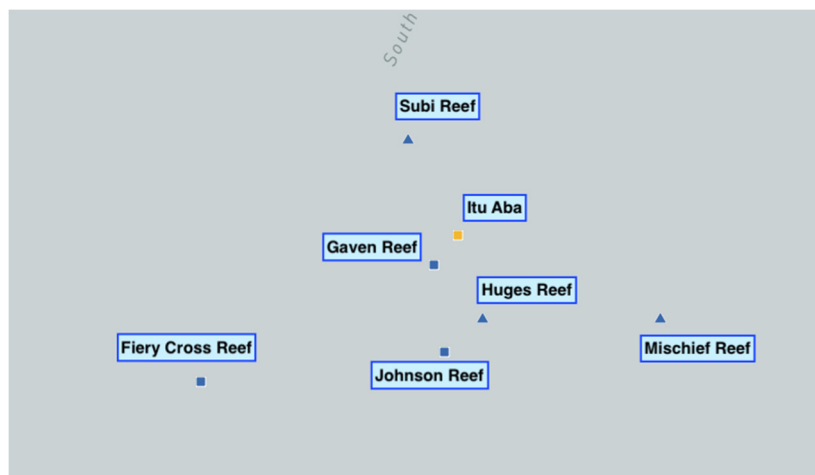 South
Subi Reef
Itu Aba
Gaven Reef
Huges Reef
Fiery Cross Reef
Johnson Reef
Mischief Reef